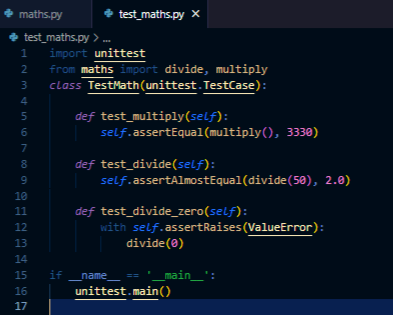 maths.py test_maths.py ×
test_maths.py > ...
1 import unittest
2 from maths import divide, multiply
3 class TestMath(unittest.TestCase):
4
5     def test_multiply(self):
6         self.assertEqual(multiply(), 3330)
7
8     def test_divide(self):
9         self.assertAlmostEqual(divide(50), 2.0)
10
11     def test_divide_zero(self):
12         with self.assertRaises(ValueError):
13             divide(0)
14
15 if __name__ == '__main__':
16     unittest.main()
17